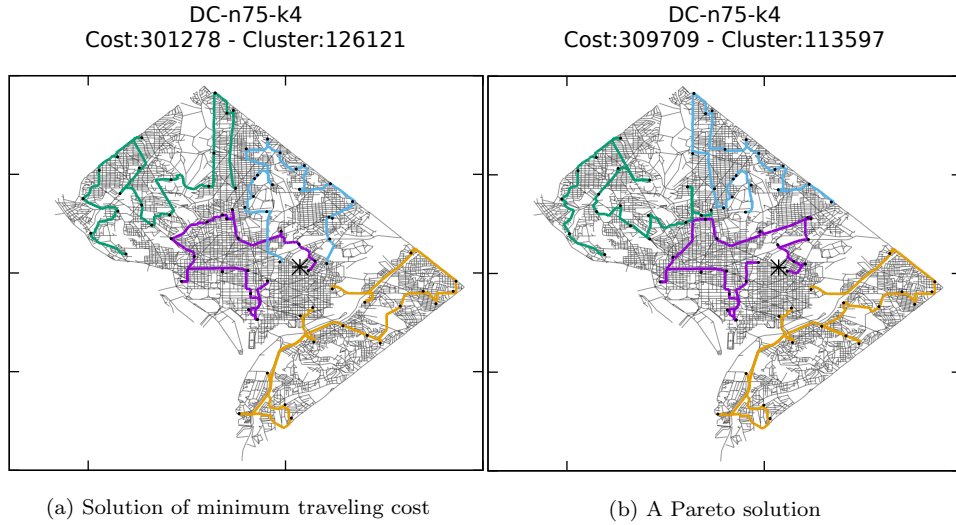 DC-n75-k4
Cost:301278 - Cluster:126121
DC-n75-k4
Cost:309709 - Cluster:113597
(a) Solution of minimum traveling cost
(b) A Pareto solution